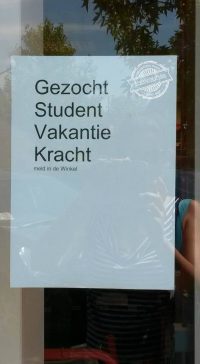 Gezocht
Student
Vakantie
Kracht
meld in de Winkel